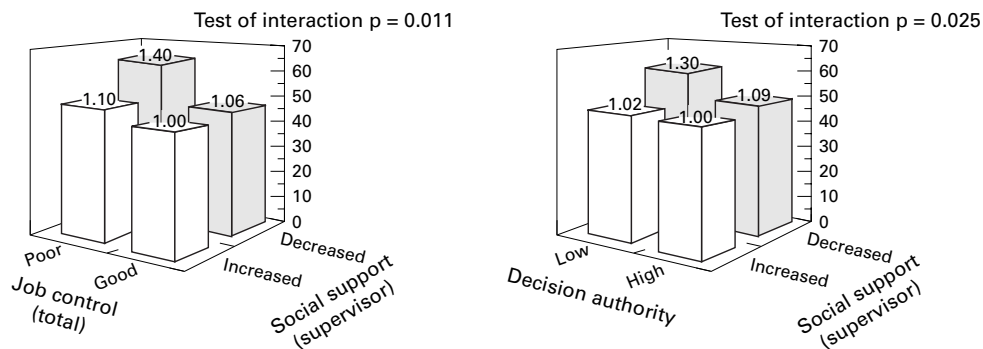 Test of interaction p = 0.011
1.40
1.10
1.06
1.00
70
60
50
40
30
20
10
0
Poor
Good
Decreased
Increased
Job control
(total)
Social support
(supervisor)
Test of interaction p = 0.025
1.30
1.02
1.09
1.00
70
60
50
40
30
20
10
0
Low
High
Decreased
Increased
Decision authority
Social support
(supervisor)